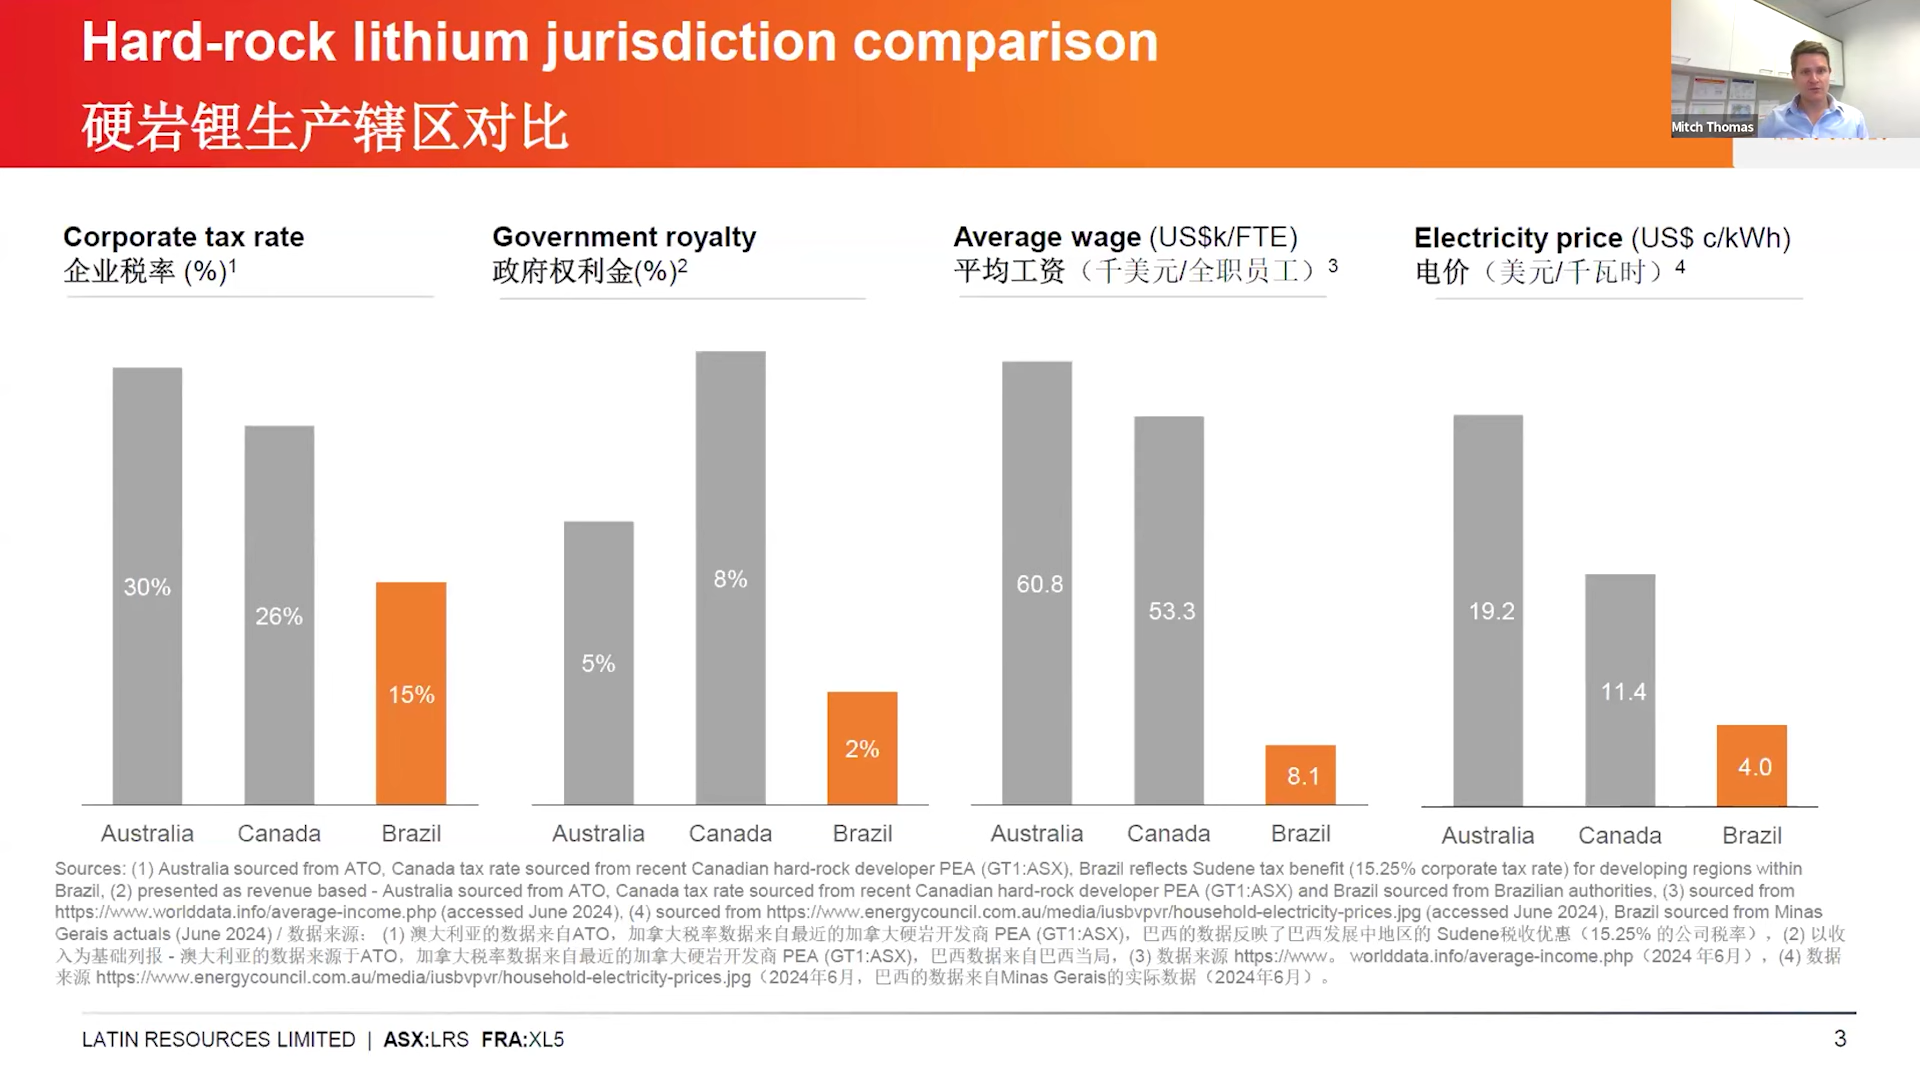 Hard-rock lithium jurisdiction comparison
硬岩锂生产辖区对比
Mitch Thomas
Corporate tax rate
企业税率 (%)1
30%
26%
15%
Australia Canada Brazil
Government royalty
政府权利金(%)2
5%
8%
2%
Australia Canada Brazil
Average wage (US$k/FTE)
平均工资（千美元/全职员工）3
60.8
53.3
8.1
Australia Canada Brazil
Electricity price (US$ c/kWh)
电价（美元/千瓦时）4
19.2
11.4
4.0
Australia Canada Brazil
Sources: (1) Australia sourced from ATO, Canada tax rate sourced from recent Canadian hard-rock developer PEA (GT1:ASX), Brazil reflects Sudene tax benefit (15.25% corporate tax rate) for developing regions within
Brazil, (2) presented as revenue based - Australia sourced from ATO, Canada tax rate sourced from recent Canadian hard-rock developer PEA (GT1:ASX) and Brazil sourced from Brazilian authorities, (3) sourced from
https://www.worlddata.info/average-income.php (accessed June 2024), (4) sourced from https://www.energycouncil.com.au/media/iusbvpvr/household-electricity-prices.jpg (accessed June 2024), Brazil sourced from Minas
Gerais actuals (June 2024) / 数据来源： (1) 澳大利亚的数据来自ATO，加拿大税率数据来自最近的加拿大硬岩开发商 PEA (GT1:ASX)，巴西的数据反映了巴西发展中地区的 Sudene税收优惠（15.25% 的公司税率）, (2) 以收
入为基础列报 - 澳大利亚的数据来源于ATO，加拿大税率数据来自最近的加拿大硬岩开发商 PEA (GT1:ASX)，巴西数据来自巴西当局, (3) 数据来源 https://www。 worlddata.info/average-income.php（2024 年6月）, (4) 数据
来源 https://www.energycouncil.com.au/media/iusbvpvr/household-electricity-prices.jpg（2024年6月，巴西的数据来自Minas Gerais的实际数据（2024年6月）。
LATIN RESOURCES LIMITED | ASX:LRS FRA:XL5
3